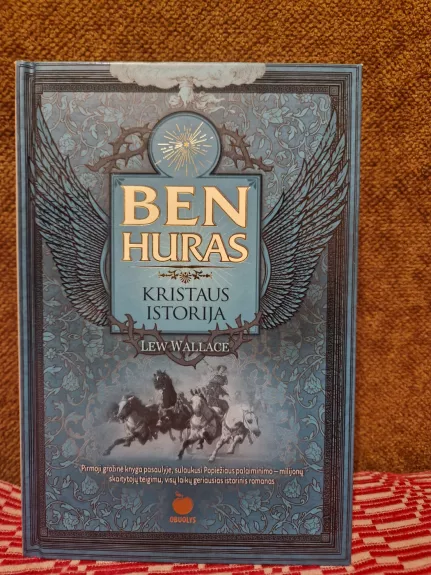 BEN
HURAS
KRISTAUS
ISTORIJA
LEW WALLACE
Pirmoji grožinė knyga pasaulyje, sulaukusi Popiežiaus palaiminimo – milijonų
skaitytojų teigimu, visų laikų geriausias istorinis romanas
OBUOLYS